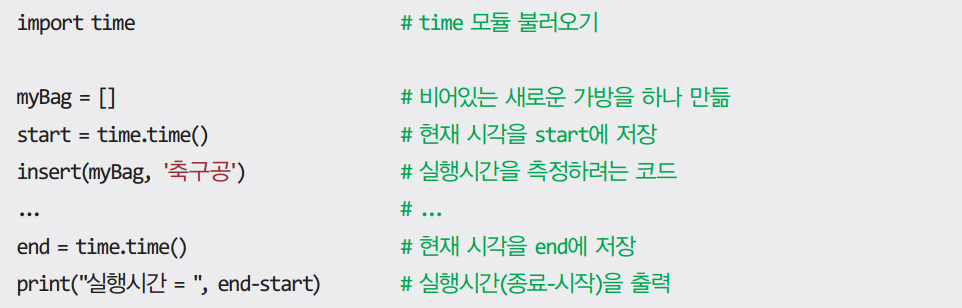 import time # time 모듈 불러오기
myBag = [] # 비어있는 새로운 가방을 하나 만듦
start = time.time() # 현재 시각을 start에 저장
insert(myBag, '축구공') # 실행시간을 측정하려는 코드
... # ...
end = time.time() # 현재 시각을 end에 저장
print("실행시간 = ", end-start) # 실행시간(종료-시작)을 출력